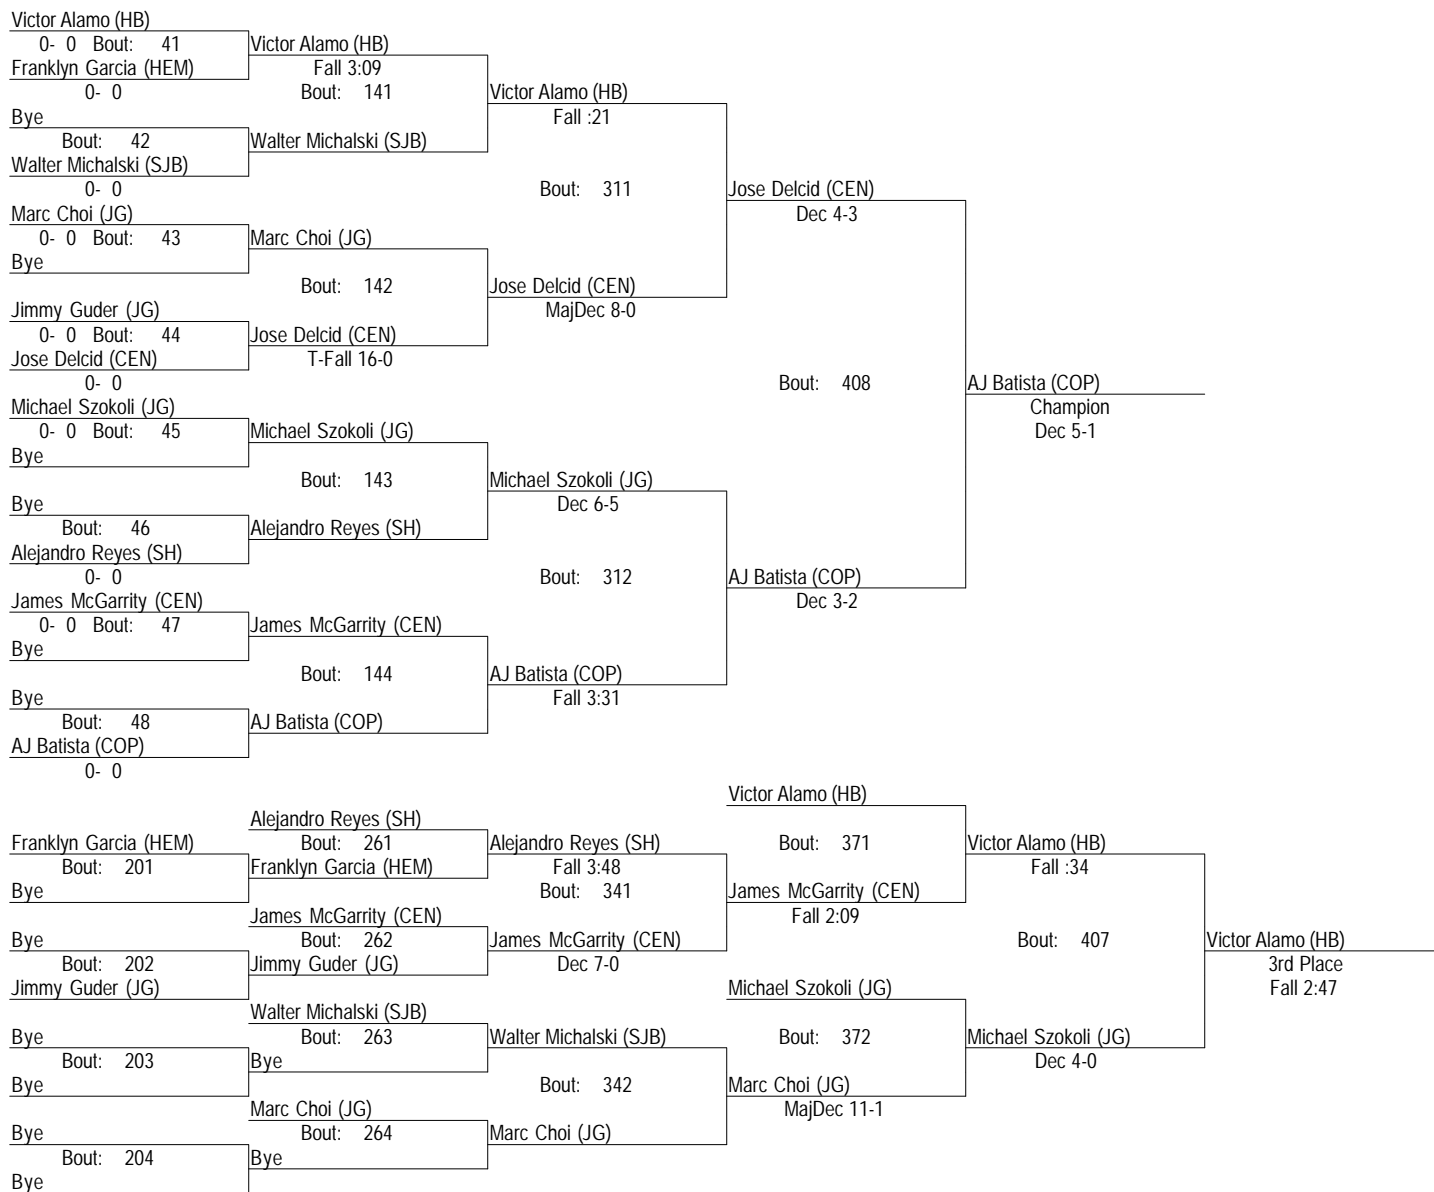 Victor Alamo (HB)
0- 0 Bout: 41
Victor Alamo (HB)
Franklyn Garcia (HEM)
Fall 3:09
0- 0
Bout: 141
Victor Alamo (HB)
Bye
Fall :21
Bout: 42
Walter Michalski (SJB)
Walter Michalski (SJB)
0- 0
Bout: 311
Jose Delcid (CEN)
Marc Choi (JG)
Dec 4-3
0- 0 Bout: 43
Marc Choi (JG)
Bye
Bout: 142
Jose Delcid (CEN)
Jimmy Guder (JG)
MajDec 8-0
0- 0 Bout: 44
Jose Delcid (CEN)
Jose Delcid (CEN)
T-Fall 16-0
0- 0
Bout: 408
AJ Batista (COP)
Michael Szokoli (JG)
Champion
0- 0 Bout: 45
Michael Szokoli (JG)
Dec 5-1
Bye
Bout: 143
Michael Szokoli (JG)
Bye
Dec 6-5
Bout: 46
Alejandro Reyes (SH)
Alejandro Reyes (SH)
0- 0
Bout: 312
AJ Batista (COP)
James McGarrity (CEN)
Dec 3-2
0- 0 Bout: 47
James McGarrity (CEN)
Bye
Bout: 144
AJ Batista (COP)
Bye
Fall 3:31
Bout: 48
AJ Batista (COP)
AJ Batista (COP)
0- 0
Victor Alamo (HB)
Alejandro Reyes (SH)
Franklyn Garcia (HEM)
Bout: 261
Alejandro Reyes (SH)
Bout: 371
Victor Alamo (HB)
Bout: 201
Franklyn Garcia (HEM)
Fall 3:48
Fall :34
Bye
Bout: 341
James McGarrity (CEN)
James McGarrity (CEN)
Fall 2:09
Bye
Bout: 262
James McGarrity (CEN)
Bout: 407
Victor Alamo (HB)
Bout: 202
Jimmy Guder (JG)
Dec 7-0
3rd Place
Jimmy Guder (JG)
Michael Szokoli (JG)
Fall 2:47
Walter Michalski (SJB)
Bye
Bout: 263
Walter Michalski (SJB)
Bout: 372
Michael Szokoli (JG)
Bout: 203
Bye
Dec 4-0
Bye
Bout: 342
Marc Choi (JG)
Marc Choi (JG)
MajDec 11-1
Bye
Bout: 264
Marc Choi (JG)
Bout: 204
Bye
Bye